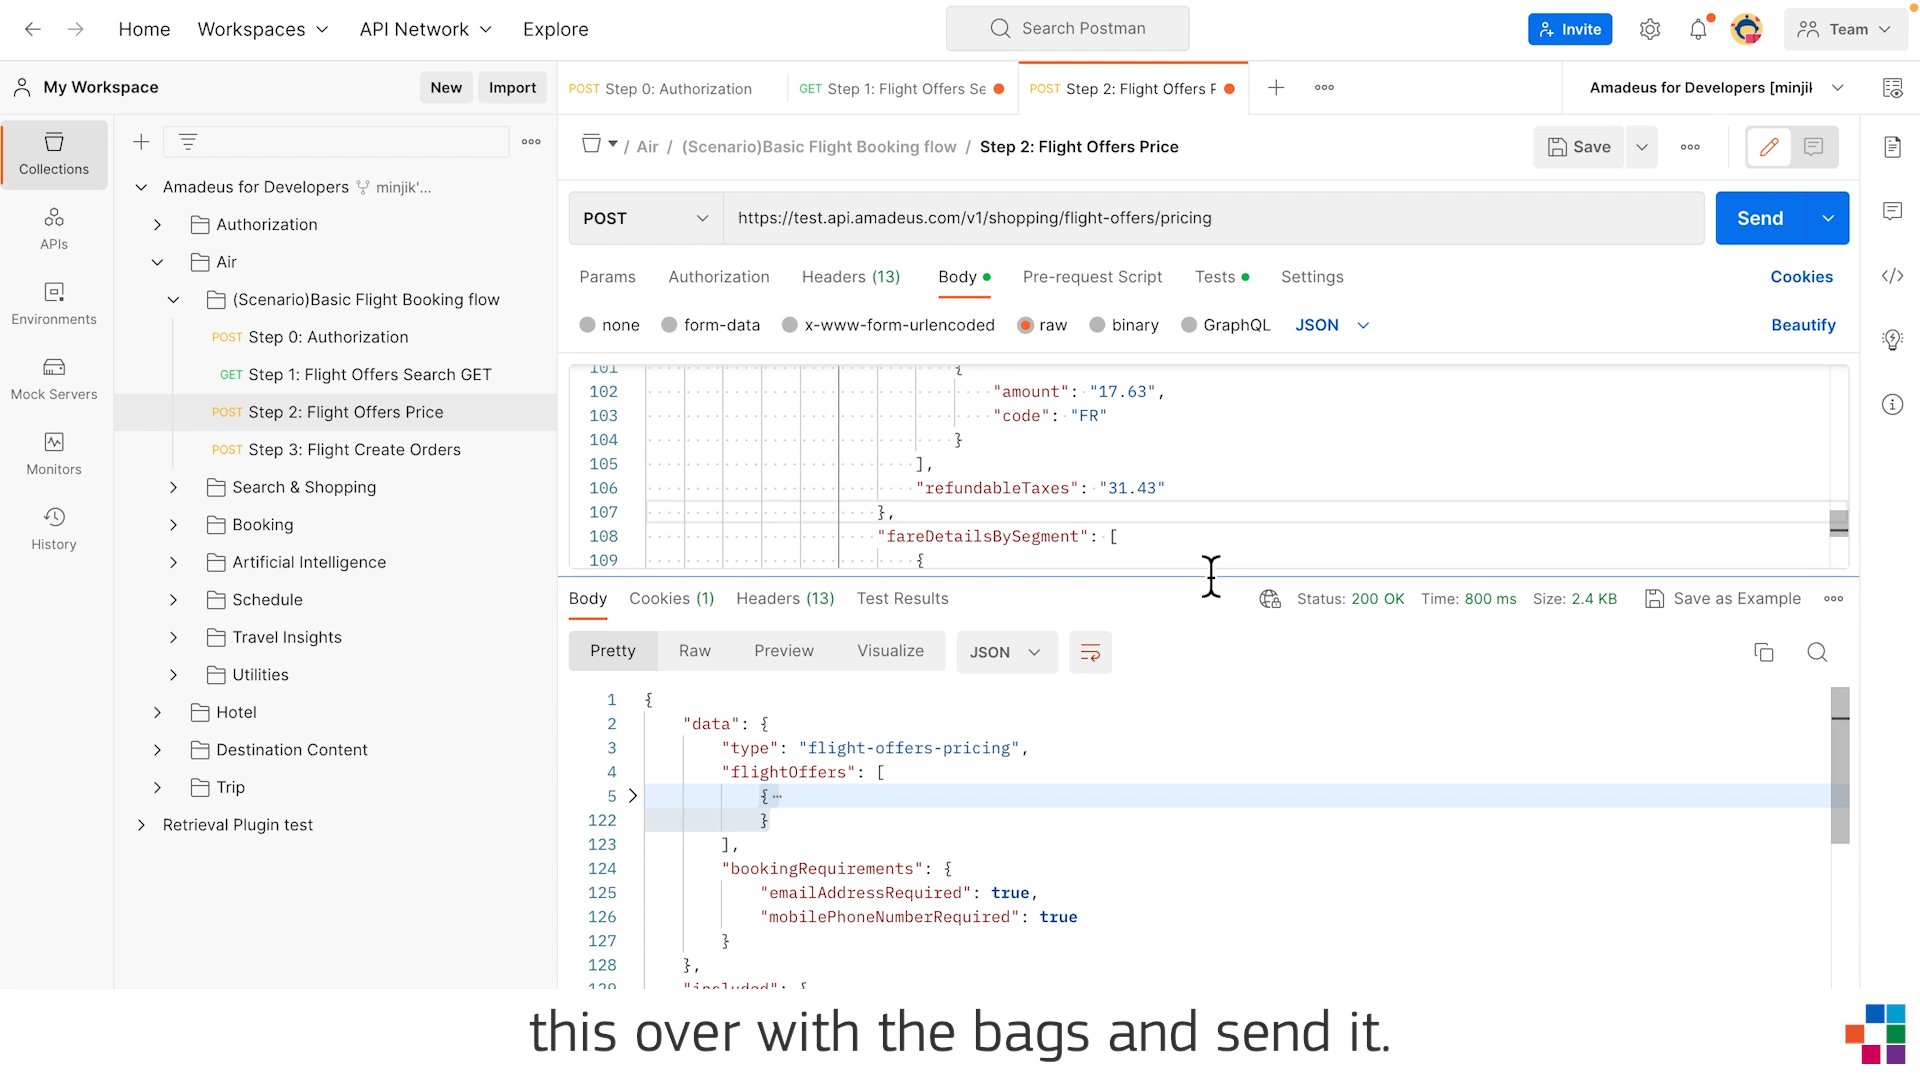 Home Workspaces API Network Explore Search Postman Invite Team
My Workspace New Import
POST Step 0: Authorization GET Step 1: Flight Offers Se POST Step 2: Flight Offers F Amadeus for Developers [minjik
Collections
APIs
Environments
Mock Servers
Monitors
History
Amadeus for Developers minjik'...
Authorization
Air
(Scenario)Basic Flight Booking flow
POST Step 0: Authorization
GET Step 1: Flight Offers Search GET
POST Step 2: Flight Offers Price
POST Step 3: Flight Create Orders
Search & Shopping
Booking
Artificial Intelligence
Schedule
Travel Insights
Utilities
Hotel
Destination Content
Trip
Retrieval Plugin test
/ Air / (Scenario)Basic Flight Booking flow / Step 2: Flight Offers Price Save
POST https://test.api.amadeus.com/v1/shopping/flight-offers/pricing Send
Params Authorization Headers (13) Body Pre-request Script Tests Settings Cookies
none form-data x-www-form-urlencoded raw binary GraphQL JSON Beautify
101 {
102 "amount": "17.63",
103 "code": "FR"
104 }
105 ],
106 "refundableTaxes": "31.43"
107 },
108 "fareDetailsBySegment": [
109 {
Body Cookies (1) Headers (13) Test Results Status: 200 OK Time: 800 ms Size: 2.4 KB Save as Example
Pretty Raw Preview Visualize JSON
1 {
2 "data": {
3 "type": "flight-offers-pricing",
4 "flightOffers": [
5 {
122 }
123 ],
124 "bookingRequirements": {
125 "emailAddressRequired": true,
126 "mobilePhoneNumberRequired": true
127 }
128 },
129 "included": {
this over with the bags and send it.